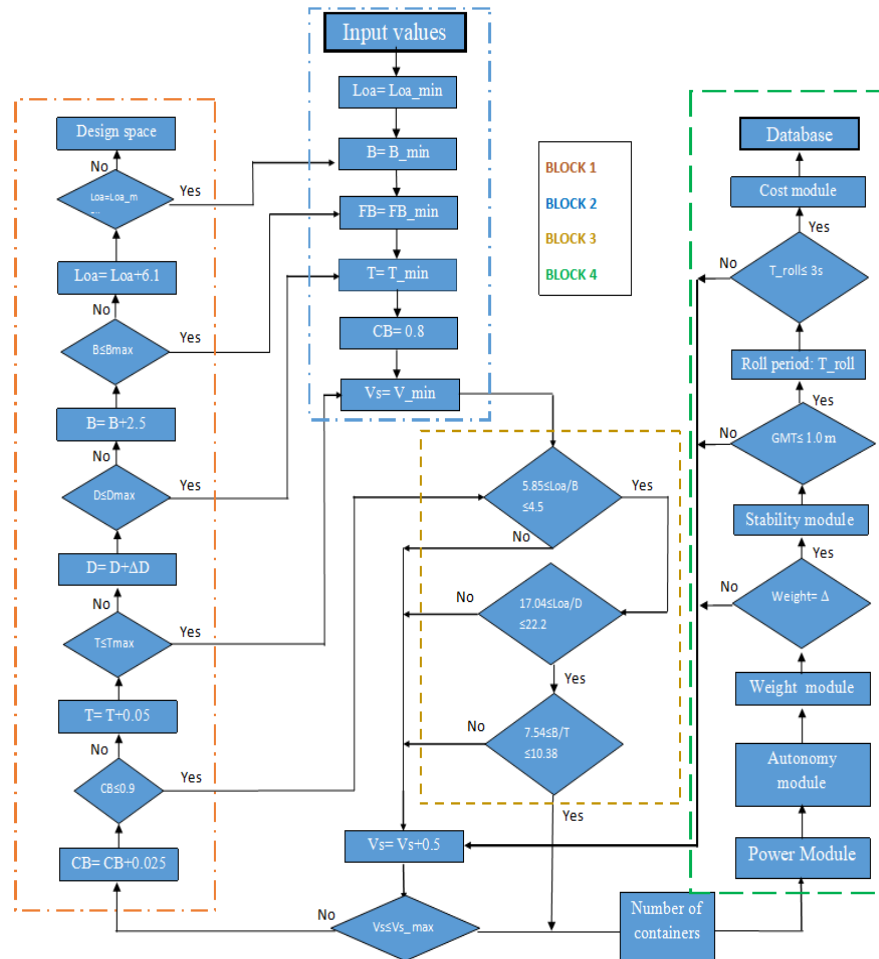 Input values
Loa= Loa_min
B= B_min
FB= FB_min
T= T_min
CB= 0.8
Vs= V_min
Design space
No
Yes
Loa=Loa_m
Loa= Loa+6.1
No
B≤Bmax
Yes
B= B+2.5
No
D≤Dmax
Yes
D= D+ΔD
No
T≤Tmax
Yes
T= T+0.05
No
CB≤0.9
Yes
CB= CB+0.025
BLOCK 1
BLOCK 2
BLOCK 3
BLOCK 4
5.85≤Loa/B
≤4.5
Yes
No
17.04≤Loa/D
≤22.2
No
Yes
7.54≤B/T
≤10.38
No
Yes
Vs= Vs+0.5
No
Vs≤Vs_max
Number of
containers
Database
Cost module
Yes
No
T_roll≤ 3s
Roll period: T_roll
Yes
No
GMT≤ 1.0 m
Stability module
Yes
No
Weight= Δ
Weight module
Autonomy
module
Power Module